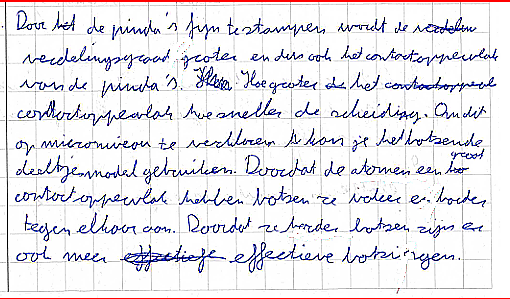 Door het de pinda's fijn te stampen wordt de verdelin
verdelingsgraad groter en dus ook het contactoppervlak
van de pinda's. Hoe groter het contactoppervl
contactoppervlak hoe sneller de scheiding. Om dit
op microniveau te verklaren kan je het botsende
deeltjesmodel gebruiken. Doordat de atomen een groot
contactoppervlak hebben botsen ze vaker en harder
tegen elkaar aan. Doordat ze harder botsen zijn er
ook meer effectiefe effectieve botsingen.